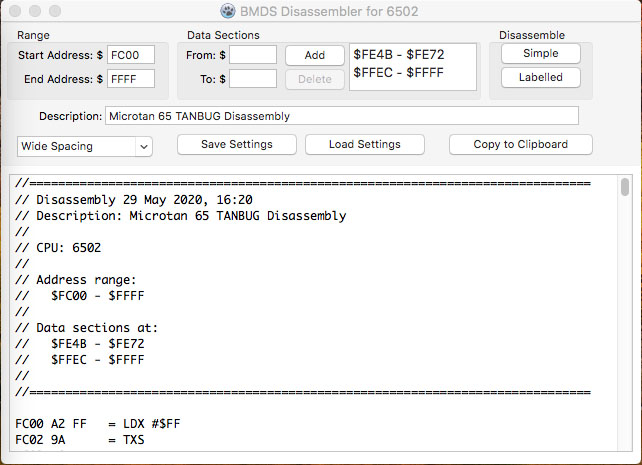 BMDS Disassembler for 6502
Range
Data Sections
Disassemble
Start Address: $ FC00
From: $
Add
$FE4B - $FE72
Simple
End Address: $ FFFF
To: $
Delete
$FFEC - $FFFF
Labelled
Description: Microtan 65 TANBUG Disassembly
Wide Spacing
Save Settings
Load Settings
Copy to Clipboard
//==============================================================================
// Disassembly 29 May 2020, 16:20
// Description: Microtan 65 TANBUG Disassembly
//
// CPU: 6502
//
// Address range:
//   $FC00 - $FFFF
//
// Data sections at:
//   $FE4B - $FE72
//   $FFEC - $FFFF
//
//==============================================================================
FC00 A2 FF   = LDX #$FF
FC02 9A      = TXS